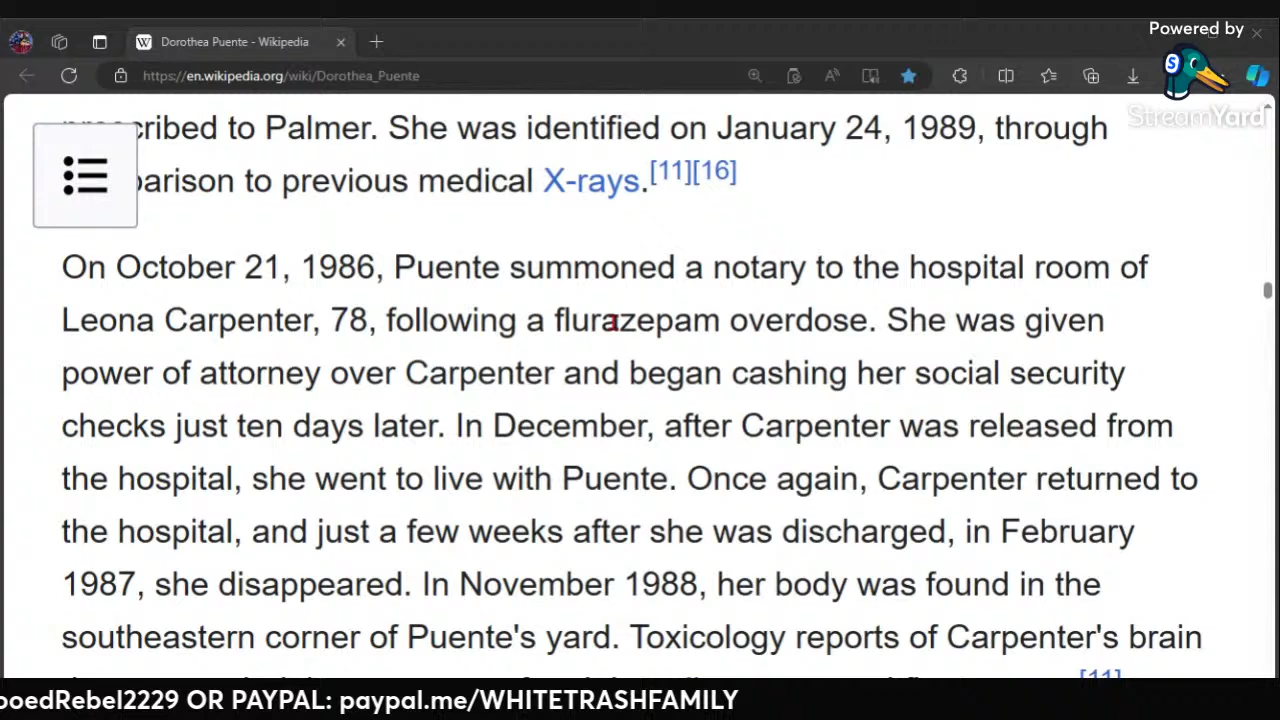 Powered by
Dorothea Puente - Wikipedia
https://en.wikipedia.org/wiki/Dorothea_Puente
StreamYard
to Palmer. She was identified on January 24, 1989, through
to previous medical X-rays.[11][16]
On October 21, 1986, Puente summoned a notary to the hospital room of
Leona Carpenter, 78, following a flurazepam overdose. She was given
power of attorney over Carpenter and began cashing her social security
checks just ten days later. In December, after Carpenter was released from
the hospital, she went to live with Puente. Once again, Carpenter returned to
the hospital, and just a few weeks after she was discharged, in February
1987, she disappeared. In November 1988, her body was found in the
southeastern corner of Puente's yard. Toxicology reports of Carpenter's brain
[11]
ooedRebel2229 OR PAYPAL: paypal.me/WHITETRASHFAMILY